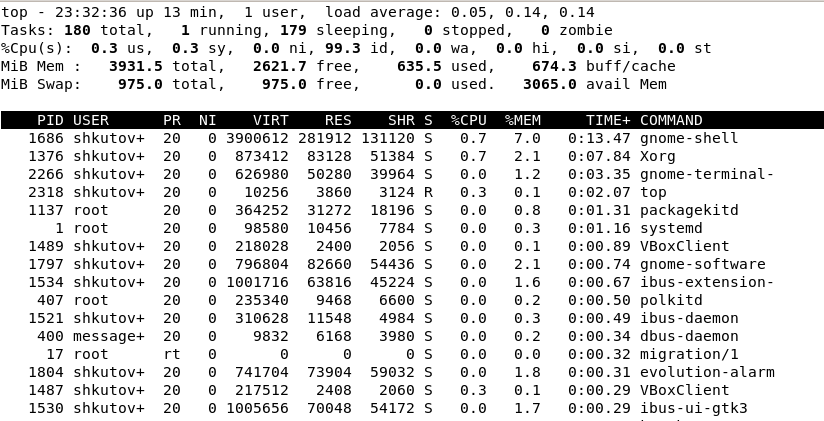 top - 23:32:36 up 13 min,  1 user,  load average: 0.05, 0.14, 0.14
Tasks: 180 total,   1 running, 179 sleeping,   0 stopped,   0 zombie
%Cpu(s):  0.3 us,  0.3 sy,  0.0 ni, 99.3 id,  0.0 wa,  0.0 hi,  0.0 si,  0.0 st
MiB Mem :   3931.5 total,   2621.7 free,    635.5 used,    674.3 buff/cache
MiB Swap:    975.0 total,    975.0 free,      0.0 used.   3065.0 avail Mem
PID USER      PR  NI    VIRT    RES    SHR S  %CPU  %MEM     TIME+ COMMAND
1686 shkutov+  20   0 3900612 281912 131120 S   0.7   7.0   0:13.47 gnome-shell
1376 shkutov+  20   0  873412  83128  51384 S   0.7   2.1   0:07.84 Xorg
2266 shkutov+  20   0  626980  50280  39964 S   0.0   1.2   0:03.35 gnome-terminal-
2318 shkutov+  20   0   10256   3860   3124 R   0.3   0.1   0:02.07 top
1137 root      20   0  364252  31272  18196 S   0.0   0.8   0:01.31 packagekitd
1 root      20   0   98580  10456   7784 S   0.0   0.3   0:01.16 systemd
1489 shkutov+  20   0  218028   2400   2056 S   0.0   0.1   0:00.89 VBoxClient
1797 shkutov+  20   0  796804  82660  54436 S   0.0   2.1   0:00.74 gnome-software
1534 shkutov+  20   0 1001716  63816  45224 S   0.0   1.6   0:00.67 ibus-extension-
407 root      20   0  235340   9468   6600 S   0.0   0.2   0:00.50 polkitd
1521 shkutov+  20   0  310628  11548   4984 S   0.0   0.3   0:00.49 ibus-daemon
400 message+  20   0    9832   6168   3980 S   0.0   0.2   0:00.34 dbus-daemon
17 root      rt   0       0      0      0 S   0.0   0.0   0:00.32 migration/1
1804 shkutov+  20   0  741704  73904  59032 S   0.0   1.8   0:00.31 evolution-alarm
1487 shkutov+  20   0  217512   2408   2060 S   0.3   0.1   0:00.29 VBoxClient
1530 shkutov+  20   0 1005656  70048  54172 S   0.0   1.7   0:00.29 ibus-ui-gtk3